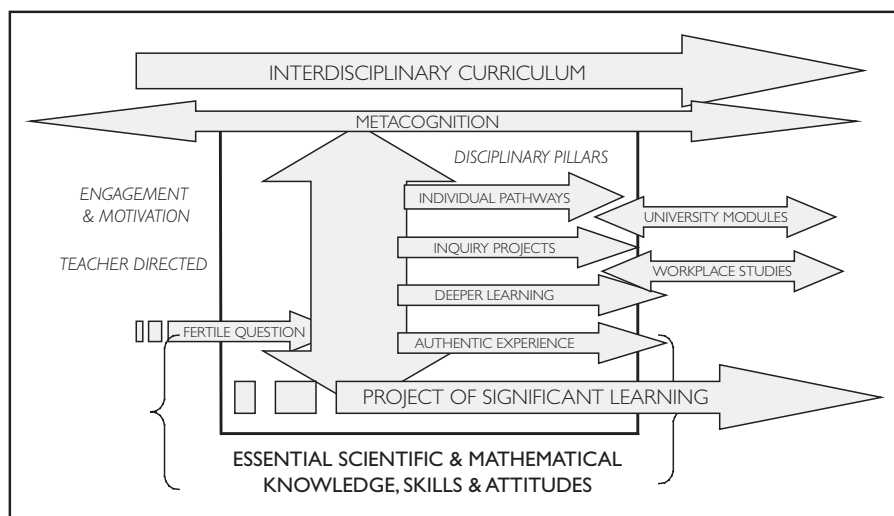 INTERDISCIPLINARY CURRICULUM
METACOGNITION
DISCIPLINARY PILLARS
ENGAGEMENT
& MOTIVATION
INDIVIDUAL PATHWAYS
UNIVERSITY MODULES
INQUIRY PROJECTS
TEACHER DIRECTED
WORKPLACE STUDIES
DEEPER LEARNING
FERTILE QUESTION
AUTHENTIC EXPERIENCE
PROJECT OF SIGNIFICANT LEARNING
ESSENTIAL SCIENTIFIC & MATHEMATICAL
KNOWLEDGE, SKILLS & ATTITUDES